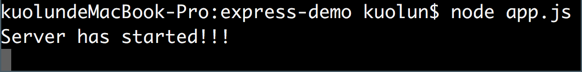 kuolundeMacBook-Pro:express-demo kuolun$ node app.js
Server has started!!!